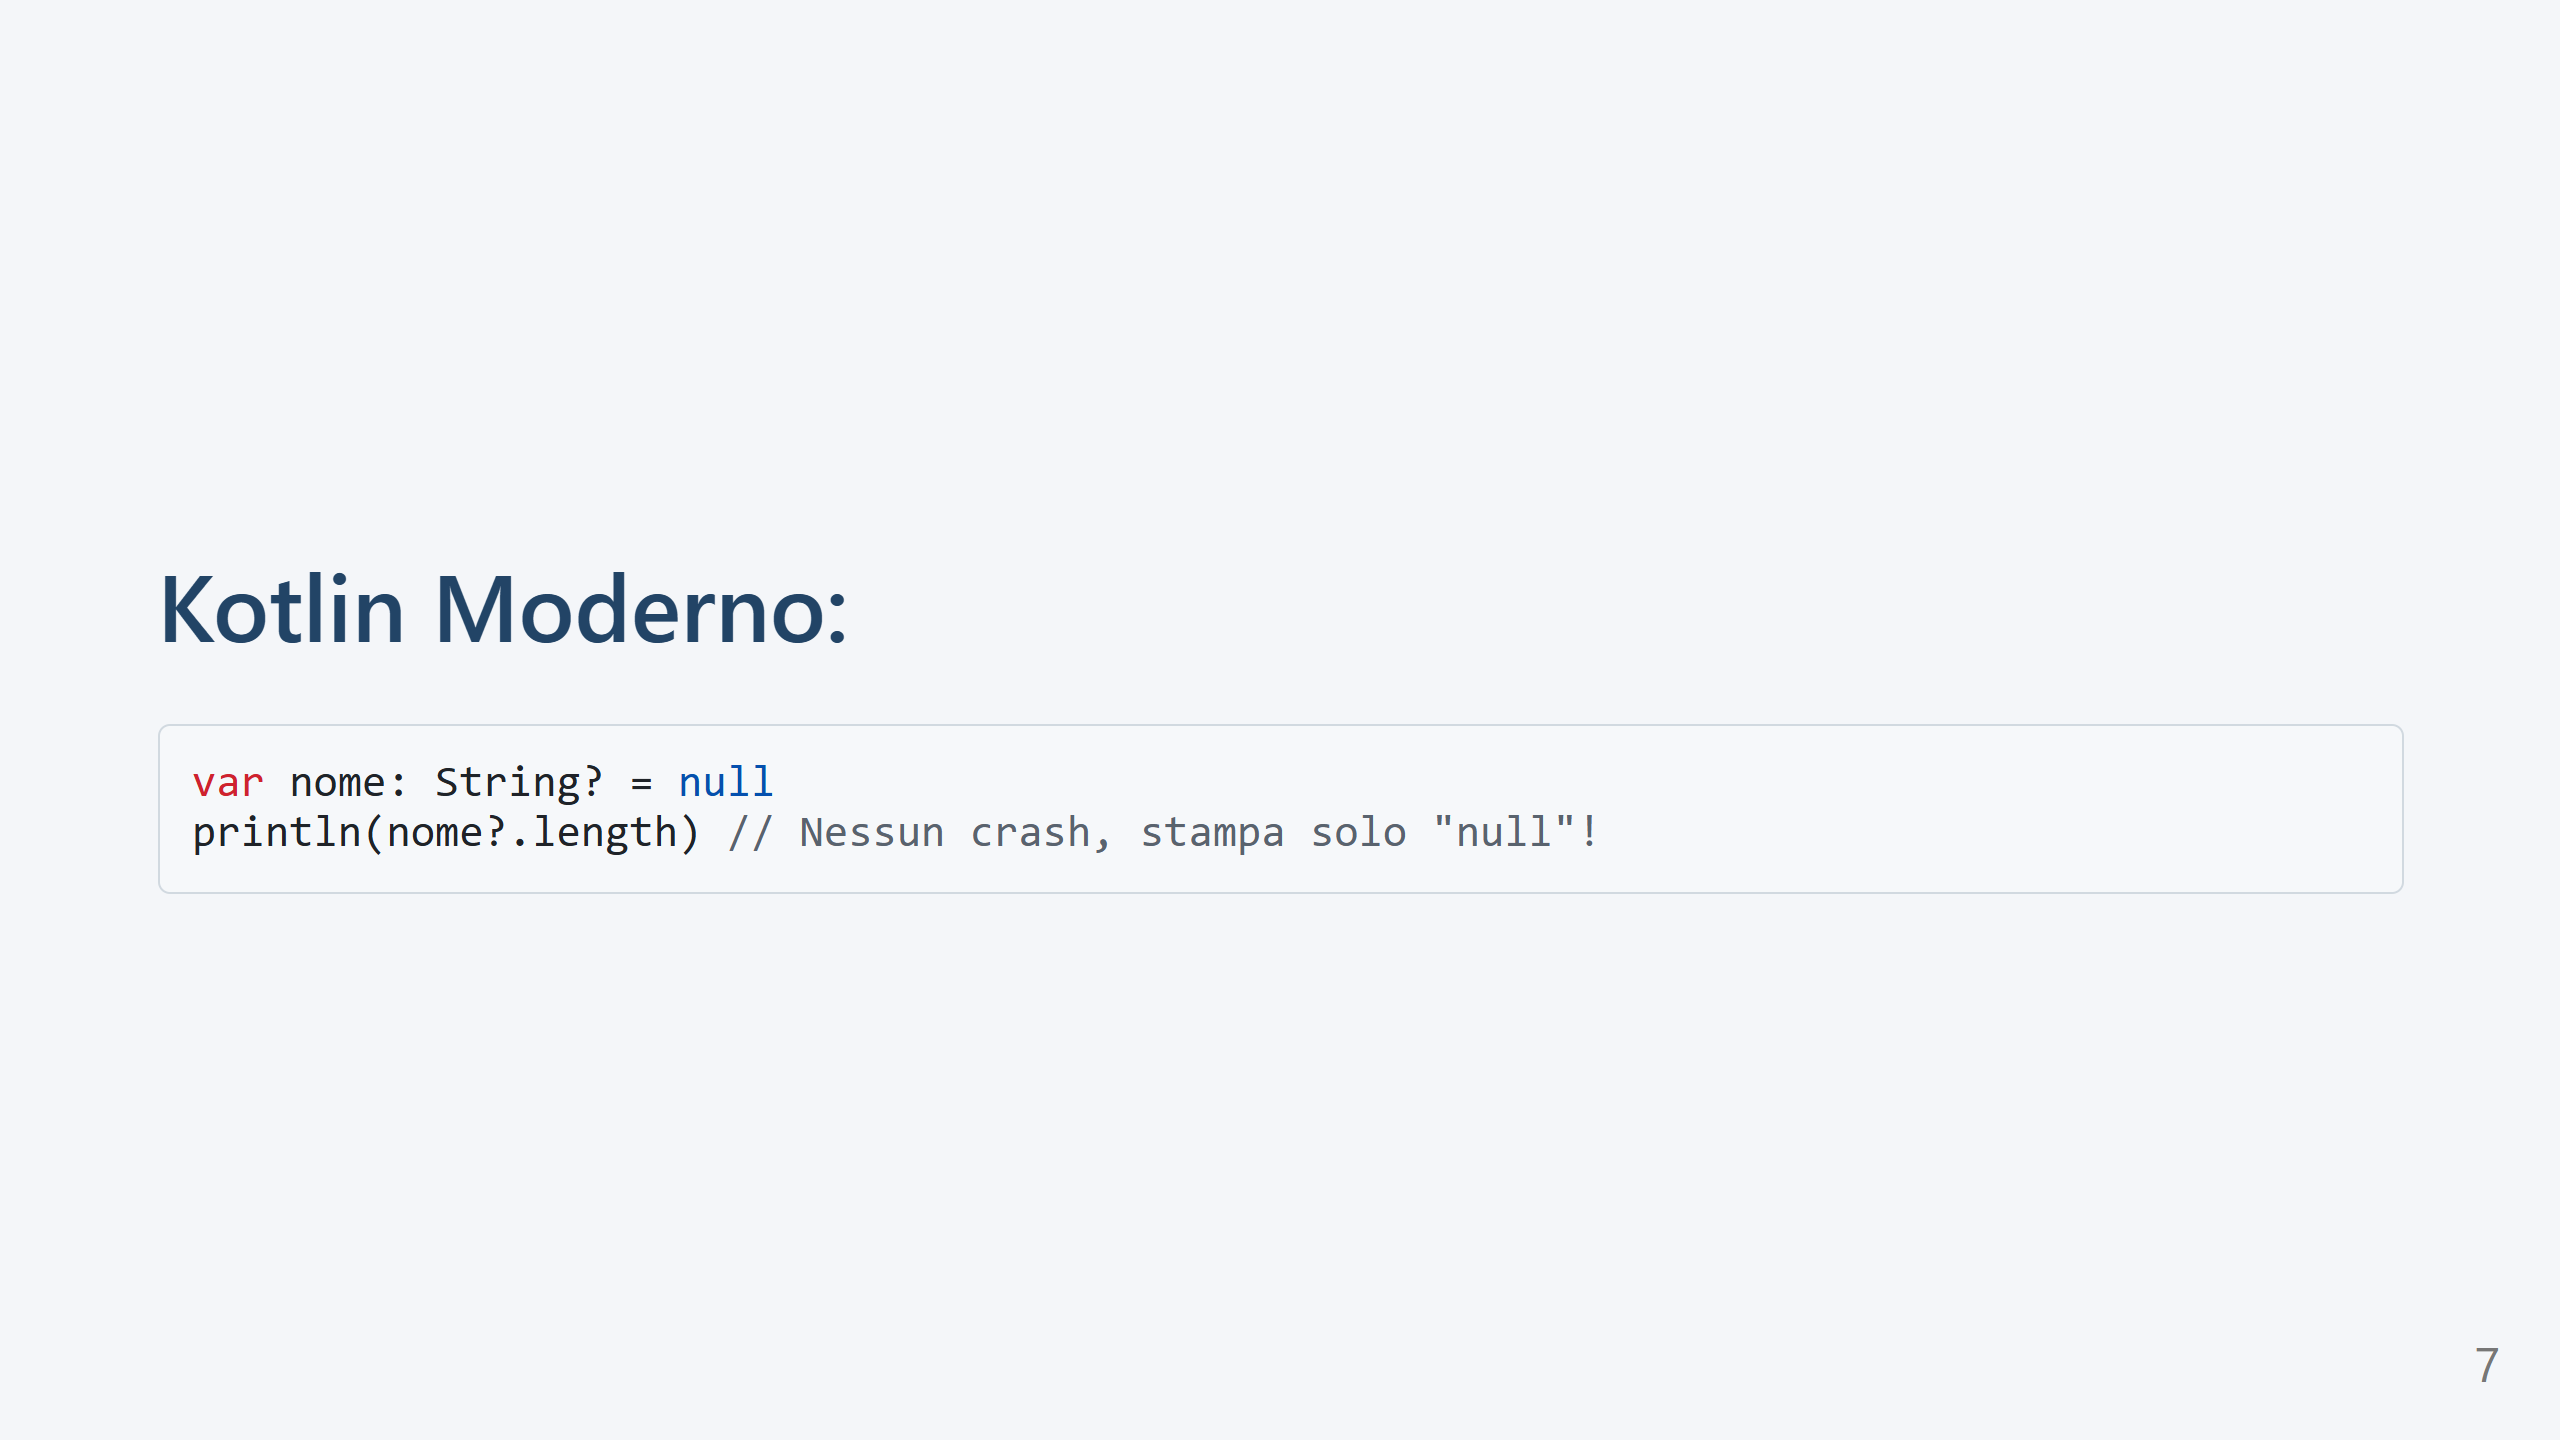 Kotlin Moderno:
var nome: String? = null
println(nome?.length) // Nessun crash, stampa solo "null"!
7